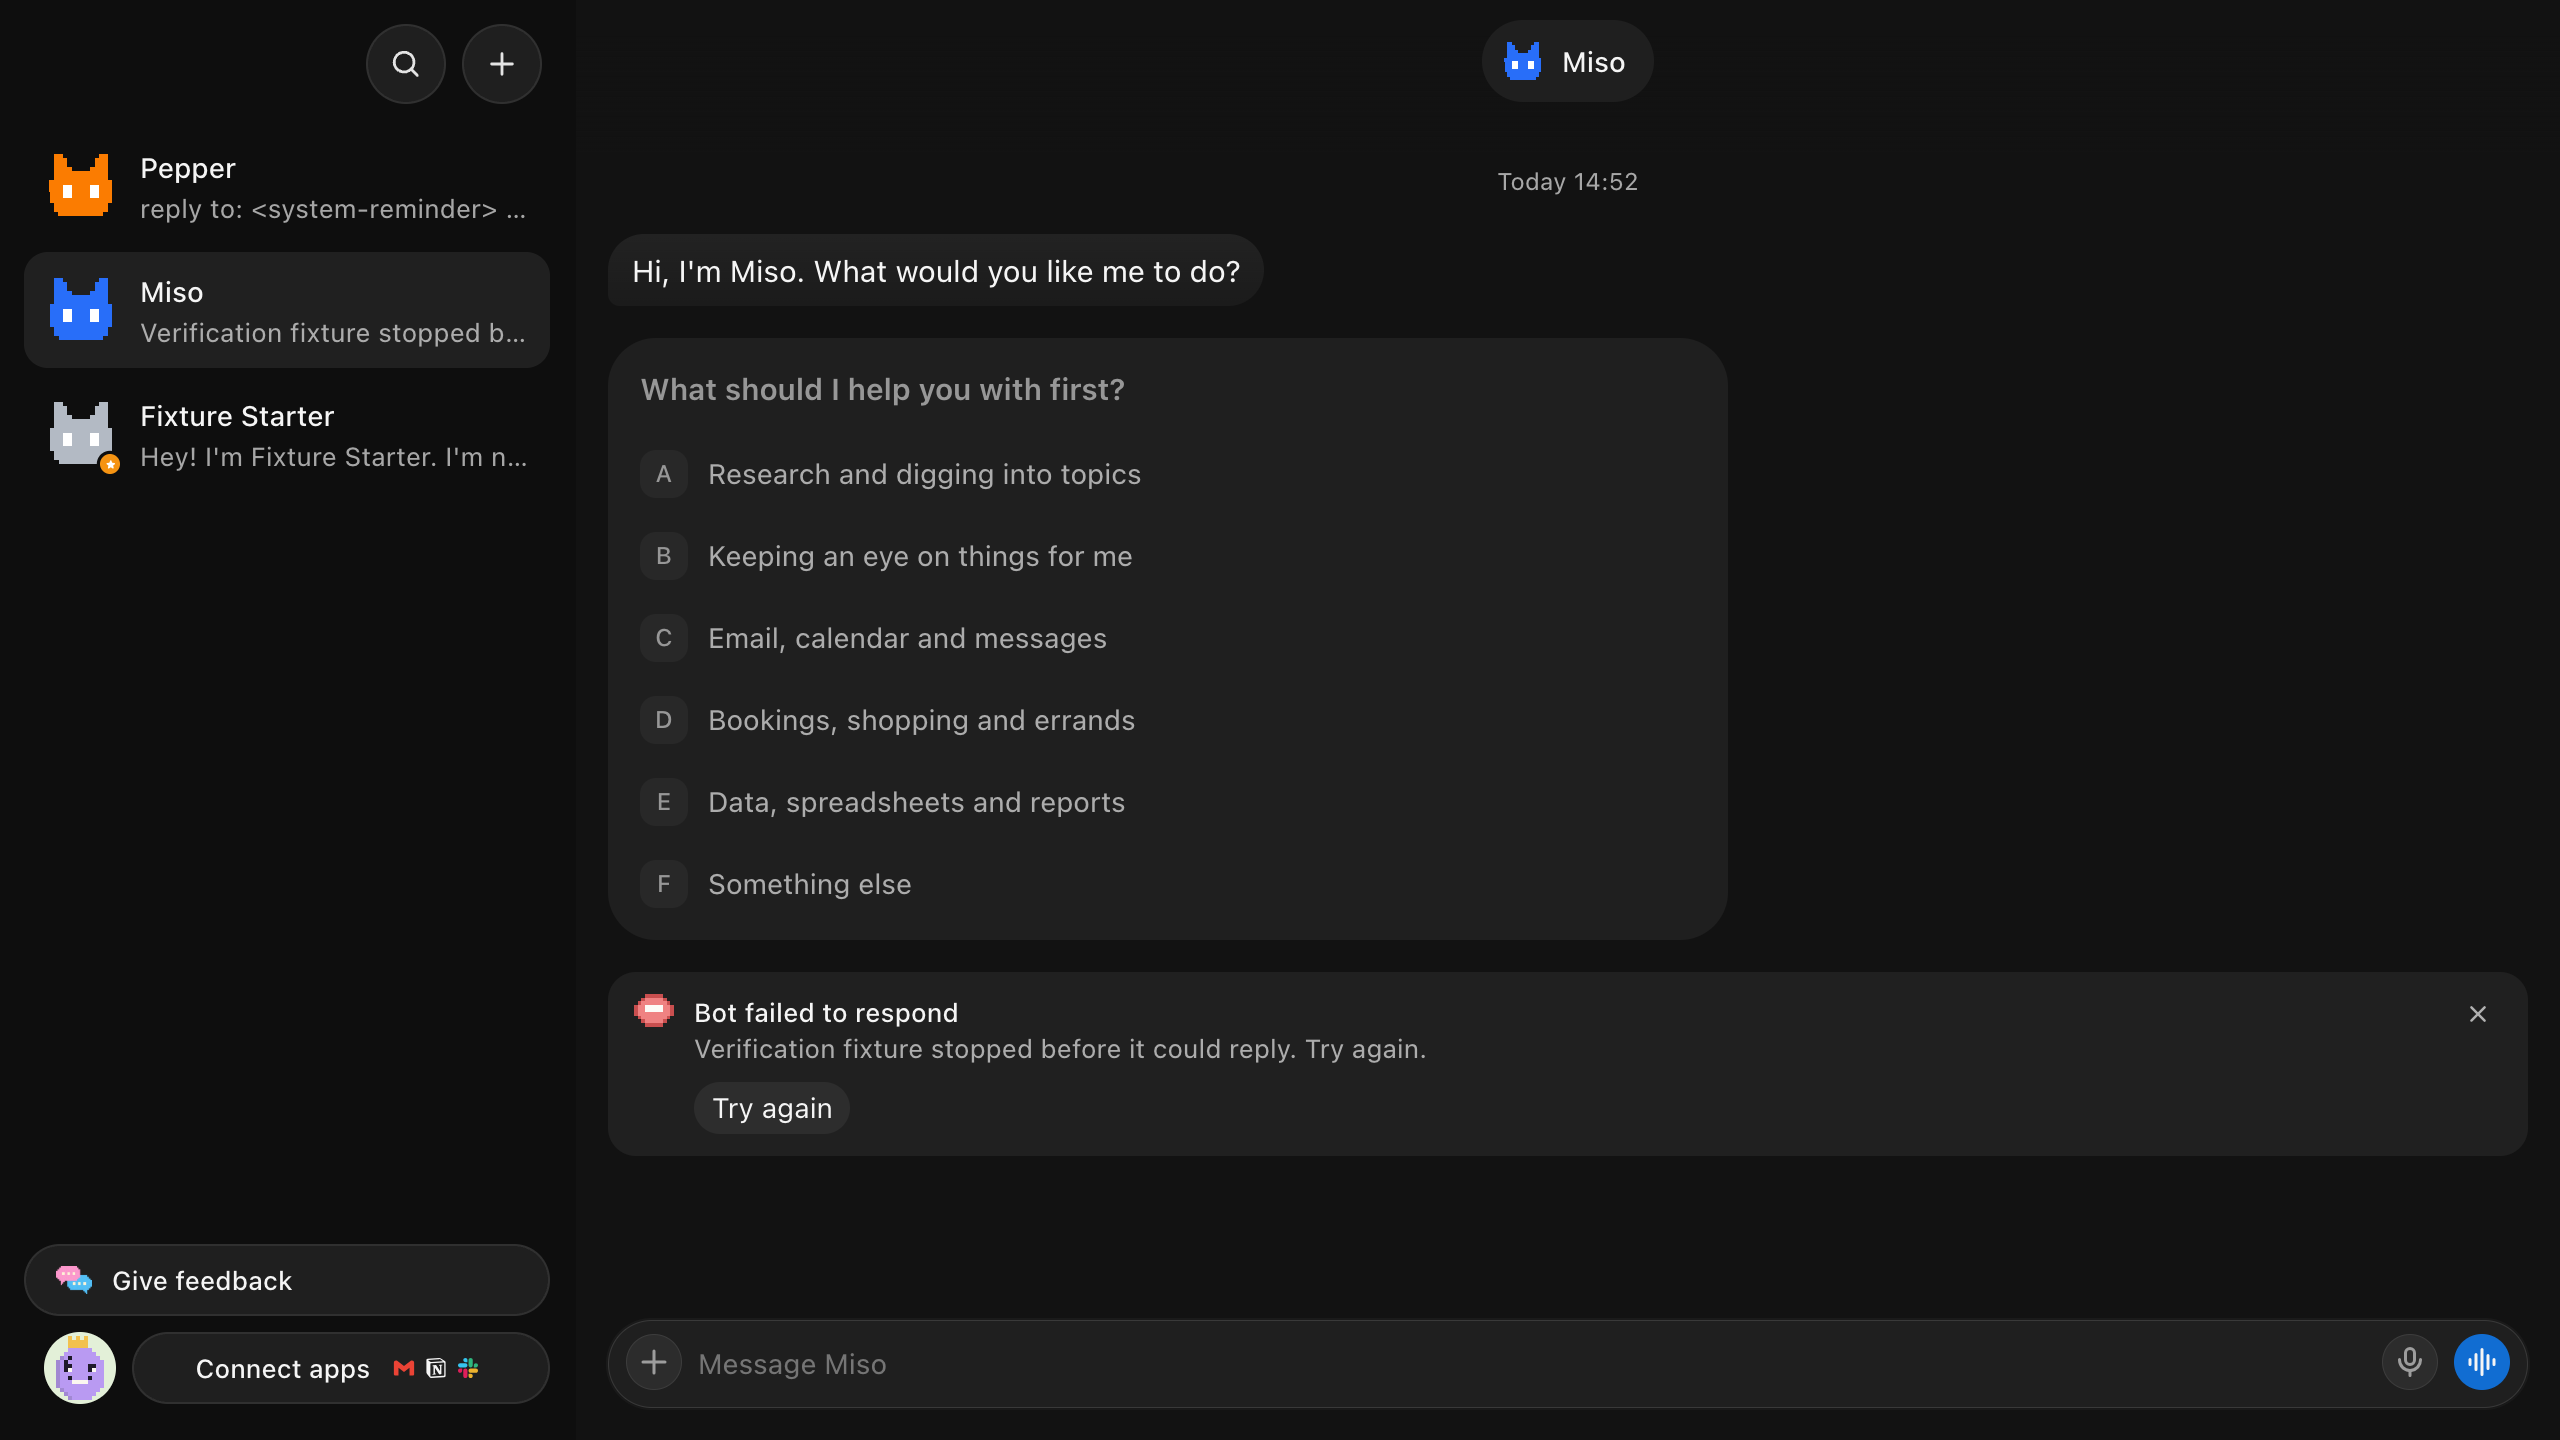 Pepper
reply to: <system-reminder> ...
Miso
Verification fixture stopped b...
Fixture Starter
Hey! I'm Fixture Starter. I'm n...
Give feedback
Connect apps
Miso
Today 14:52
Hi, I'm Miso. What would you like me to do?
What should I help you with first?
A Research and digging into topics
B Keeping an eye on things for me
C Email, calendar and messages
D Bookings, shopping and errands
E Data, spreadsheets and reports
F Something else
Bot failed to respond
Verification fixture stopped before it could reply. Try again.
Try again
Message Miso